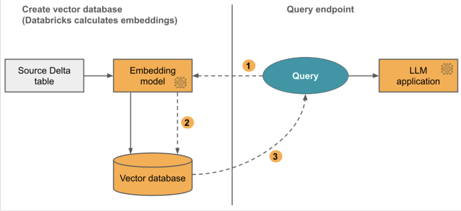 Create vector database
(Databricks calculates embeddings)
Query endpoint
Source Delta
table
Embedding
model
1
Query
LLM
application
2
3
Vector database